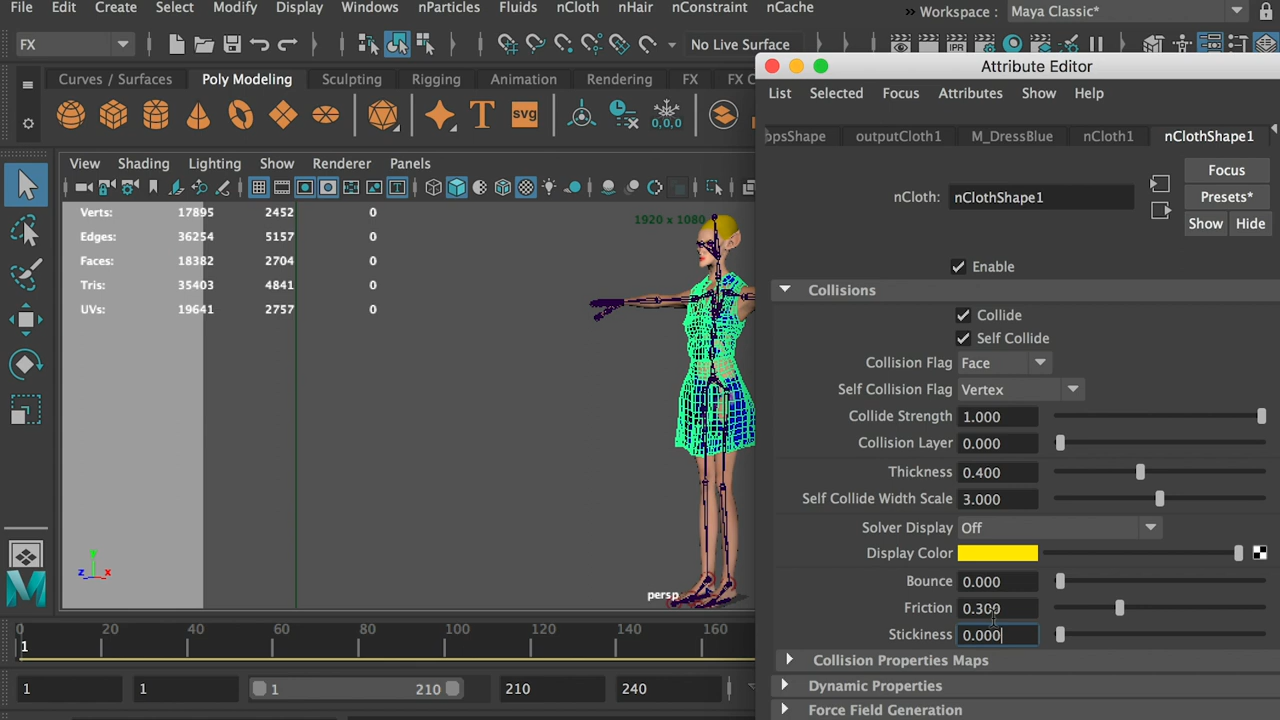 File Edit Create Select Modify Display Windows nParticles Fluids nCloth nHair nConstraint nCache » Workspace : Maya Classic*
FX No Live Surface IPR
Curves / Surfaces Poly Modeling Sculpting Rigging Animation Rendering FX FX C
T svg 0,0,0
View Shading Lighting Show Renderer Panels
Verts: 17895 2452 0
Edges: 36254 5157 0
Faces: 18382 2704 0
Tris: 35403 4841 0
UVs: 19641 2757 0
1920 x 1080
y
z x
persp
0 20 40 60 80 100 120 140 160
1
1 1 1 210 210 240
Attribute Editor
List Selected Focus Attributes Show Help
opsShape outputCloth1 M_DressBlue nCloth1 nClothShape1
nCloth: nClothShape1
Focus
Presets*
Show Hide
Enable
Collisions
Collide
Self Collide
Collision Flag Face
Self Collision Flag Vertex
Collide Strength 1.000
Collision Layer 0.000
Thickness 0.400
Self Collide Width Scale 3.000
Solver Display Off
Display Color
Bounce 0.000
Friction 0.300
Stickiness 0.000
Collision Properties Maps
Dynamic Properties
Force Field Generation